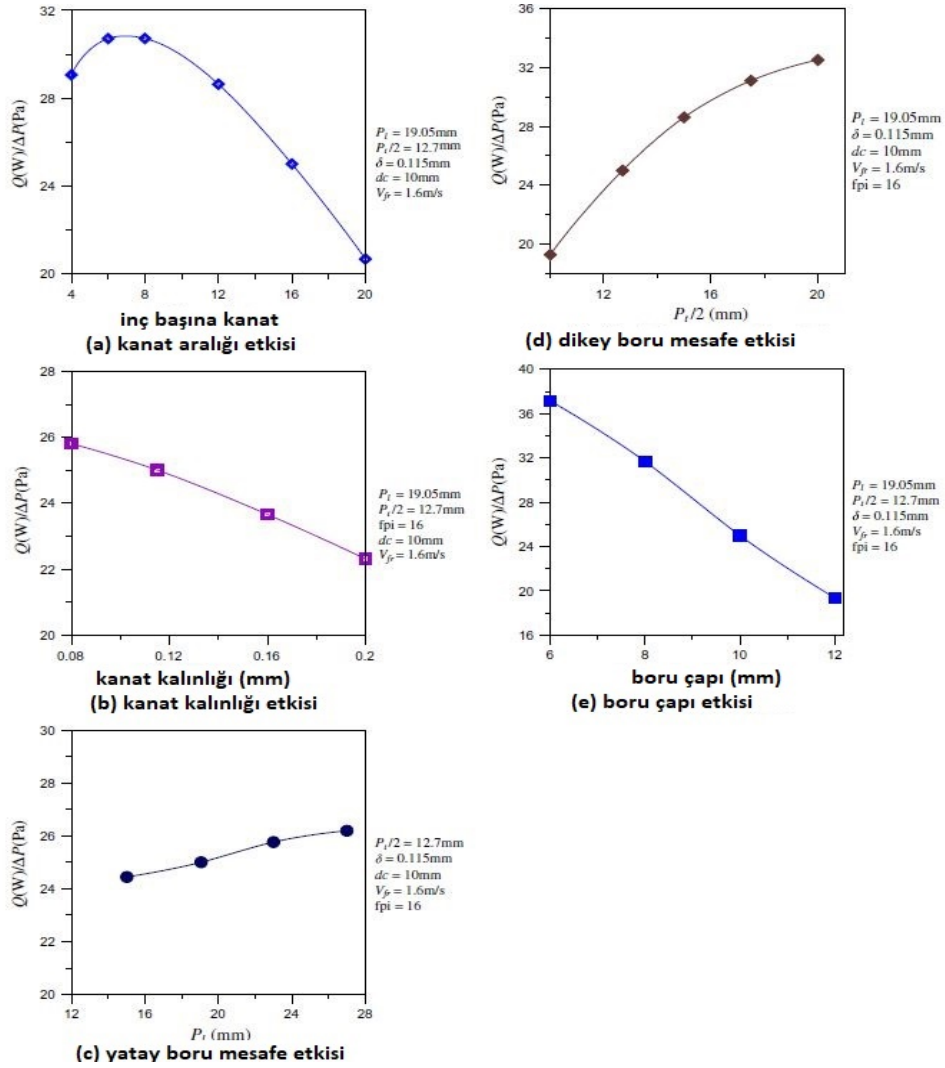 32
28
24
20
Q(W)/ΔP(Pa)
4 8 12 16 20
P_l = 19.05mm
P_t/2 = 12.7mm
δ = 0.115mm
dc = 10mm
V_fr = 1.6m/s
inç başına kanat
(a) kanat aralığı etkisi
36
32
28
24
20
Q(W)/ΔP(Pa)
12 16 20
P_l = 19.05mm
δ = 0.115mm
dc = 10mm
V_fr = 1.6m/s
fpi = 16
P_t/2 (mm)
(d) dikey boru mesafe etkisi
28
26
24
22
20
Q(W)/ΔP(Pa)
0.08 0.12 0.16 0.2
P_l = 19.05mm
P_t/2 = 12.7mm
fpi = 16
dc = 10mm
V_fr = 1.6m/s
kanat kalınlığı (mm)
(b) kanat kalınlığı etkisi
40
36
32
28
24
20
16
Q(W)/ΔP(Pa)
6 8 10 12
P_l = 19.05mm
P_t/2 = 12.7mm
δ = 0.115mm
V_fr = 1.6m/s
fpi = 16
boru çapı (mm)
(e) boru çapı etkisi
30
28
26
24
22
20
Q(W)/ΔP(Pa)
12 16 20 24 28
P_t/2 = 12.7mm
δ = 0.115mm
dc = 10mm
V_fr = 1.6m/s
fpi = 16
P_l (mm)
(c) yatay boru mesafe etkisi